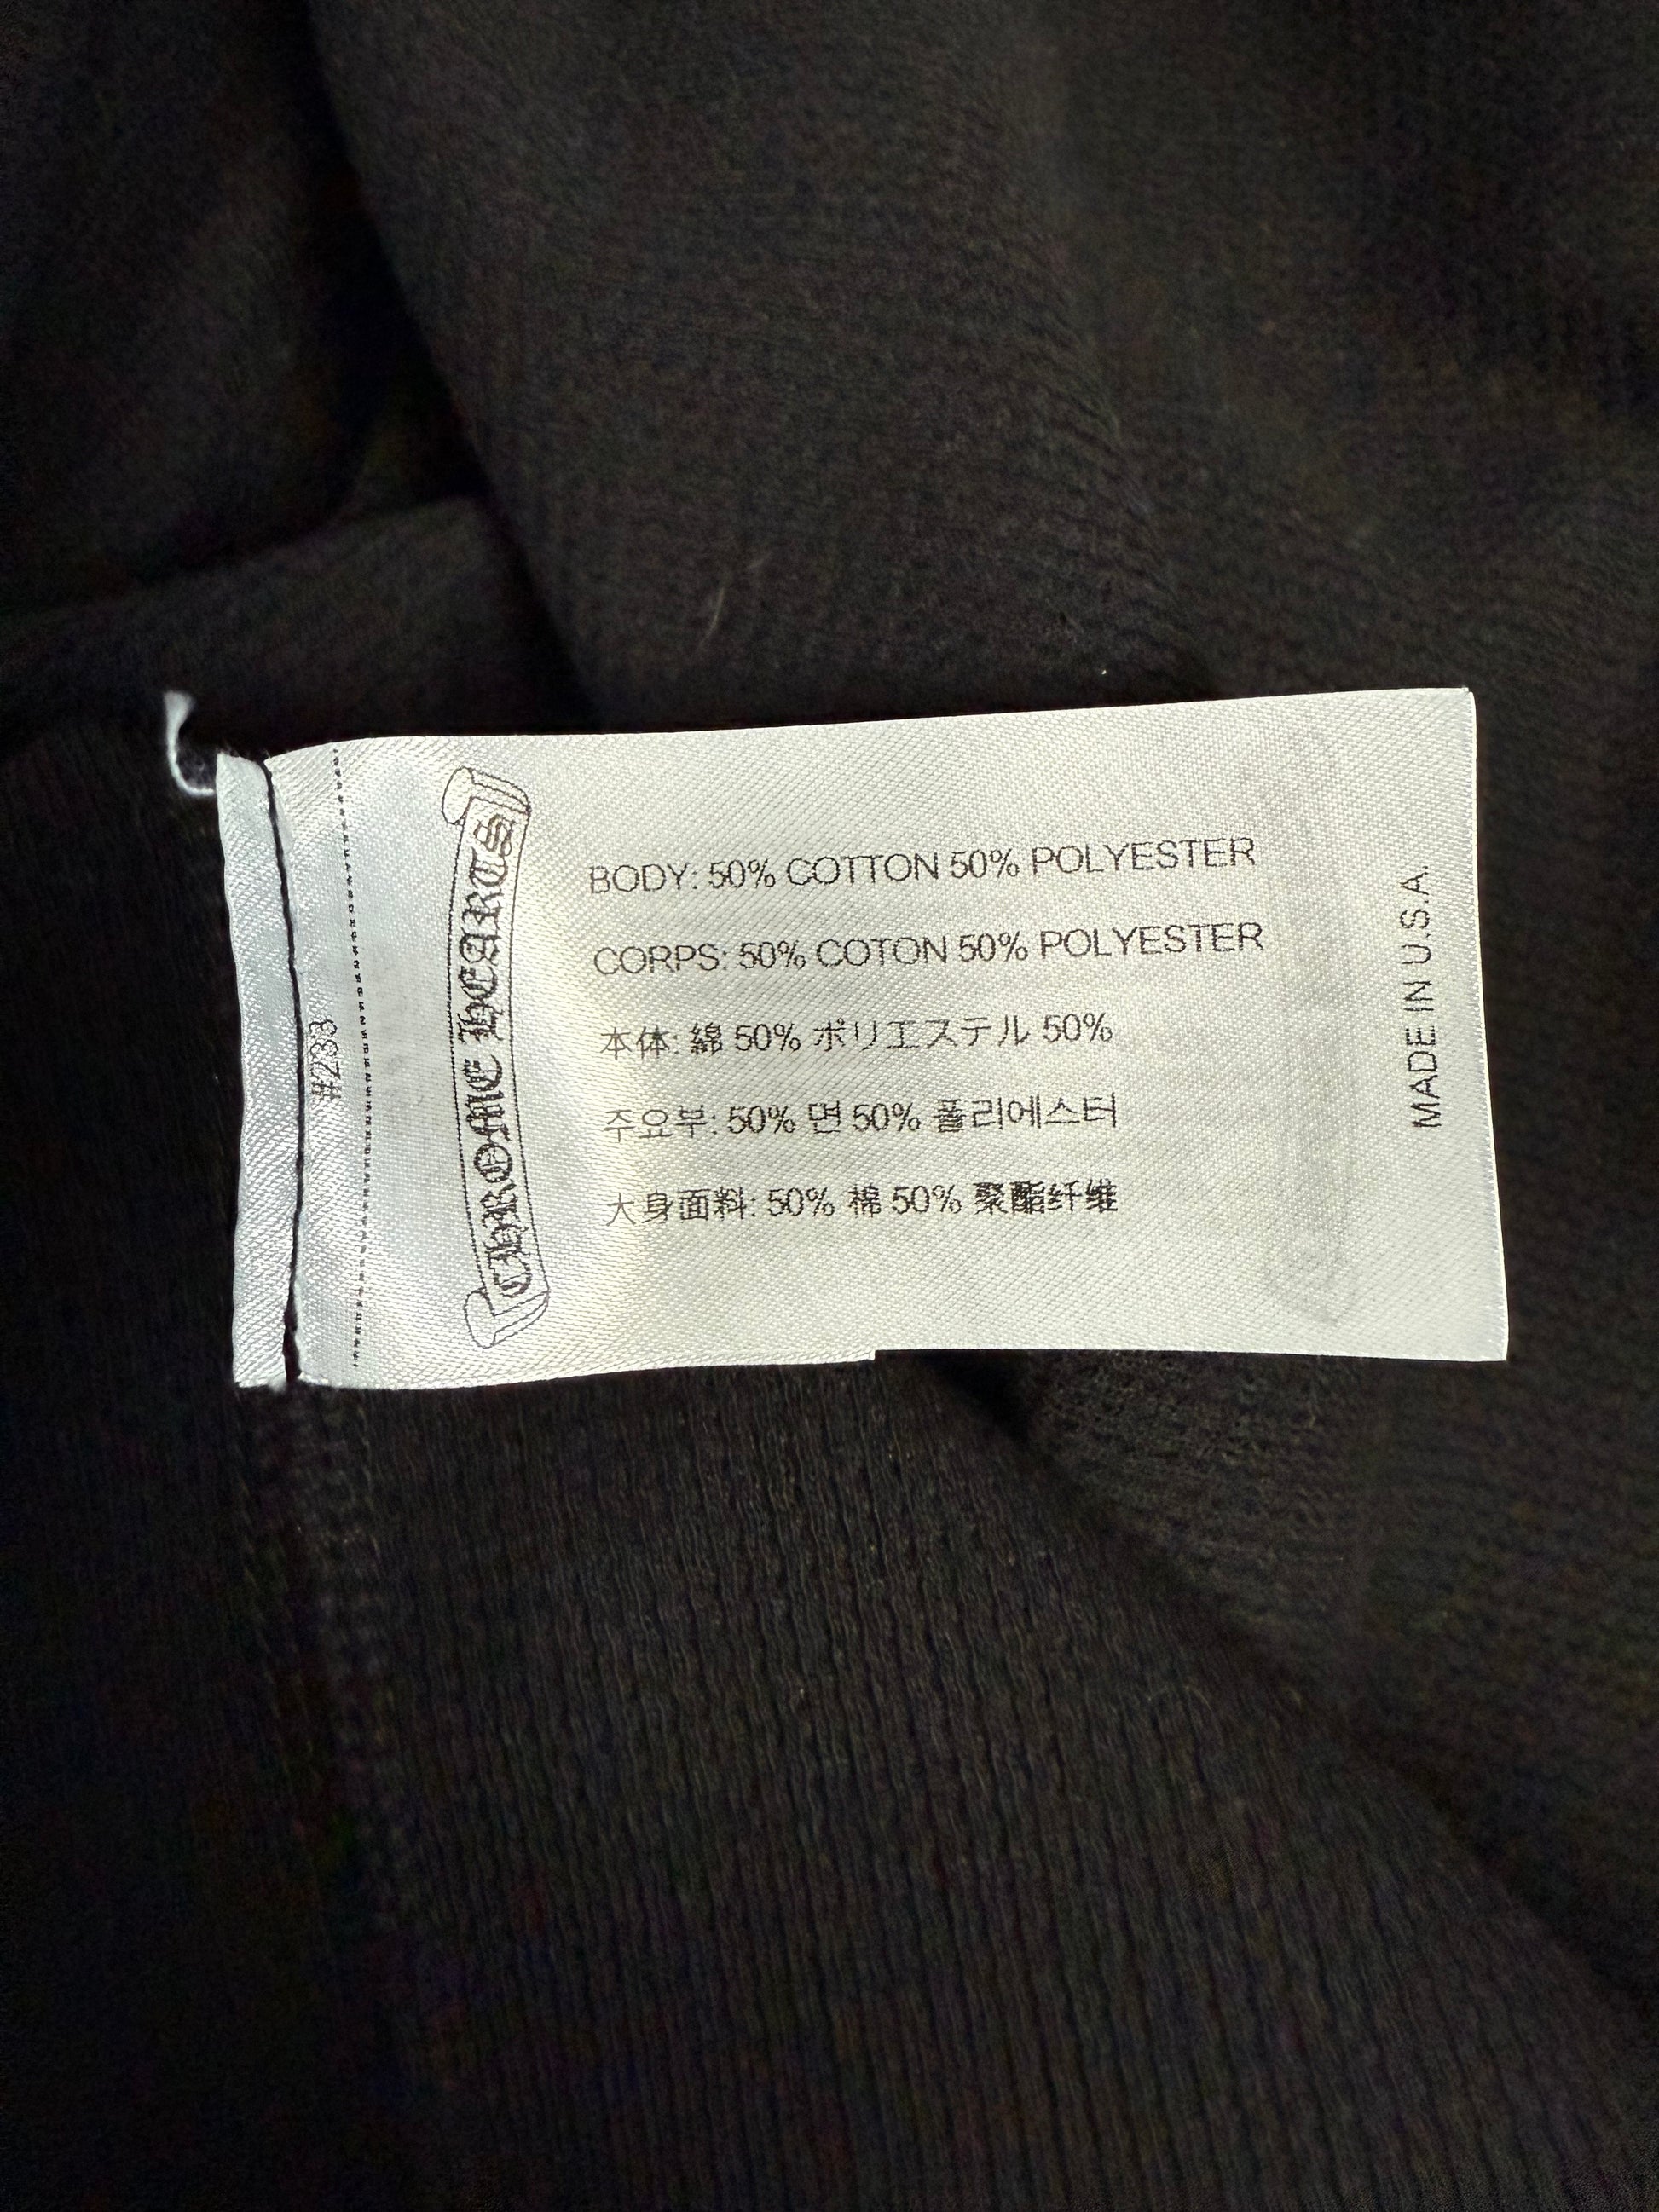 #233
CHROME HEARTS
BODY: 50% COTTON 50% POLYESTER
CORPS: 50% COTON 50% POLYESTER
本体: 綿 50% ポリエステル 50%
주요부: 50% 면 50% 폴리에스터
大身面料: 50% 棉 50% 聚酯纤维
MADE IN U.S.A.